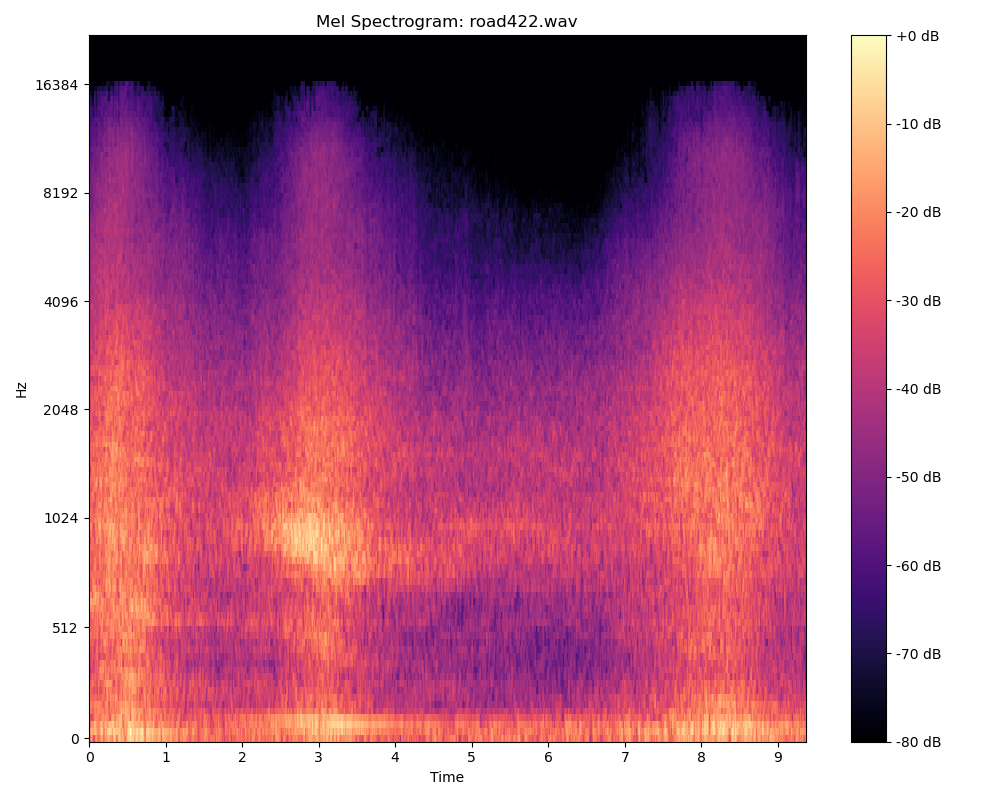 Mel Spectrogram: road422.wav
Hz
16384
8192
4096
2048
1024
512
0
0 1 2 3 4 5 6 7 8 9
Time
+0 dB
-10 dB
-20 dB
-30 dB
-40 dB
-50 dB
-60 dB
-70 dB
-80 dB